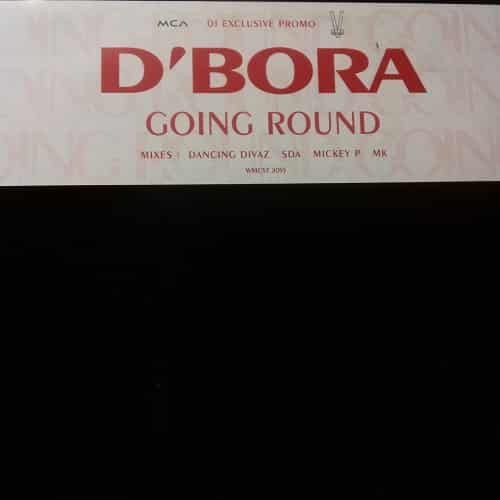 MCA DJ EXCLUSIVE PROMO
D'BORA
GOING ROUND
MIXES : DANCING DIVAZ SDA MICKEY P MK